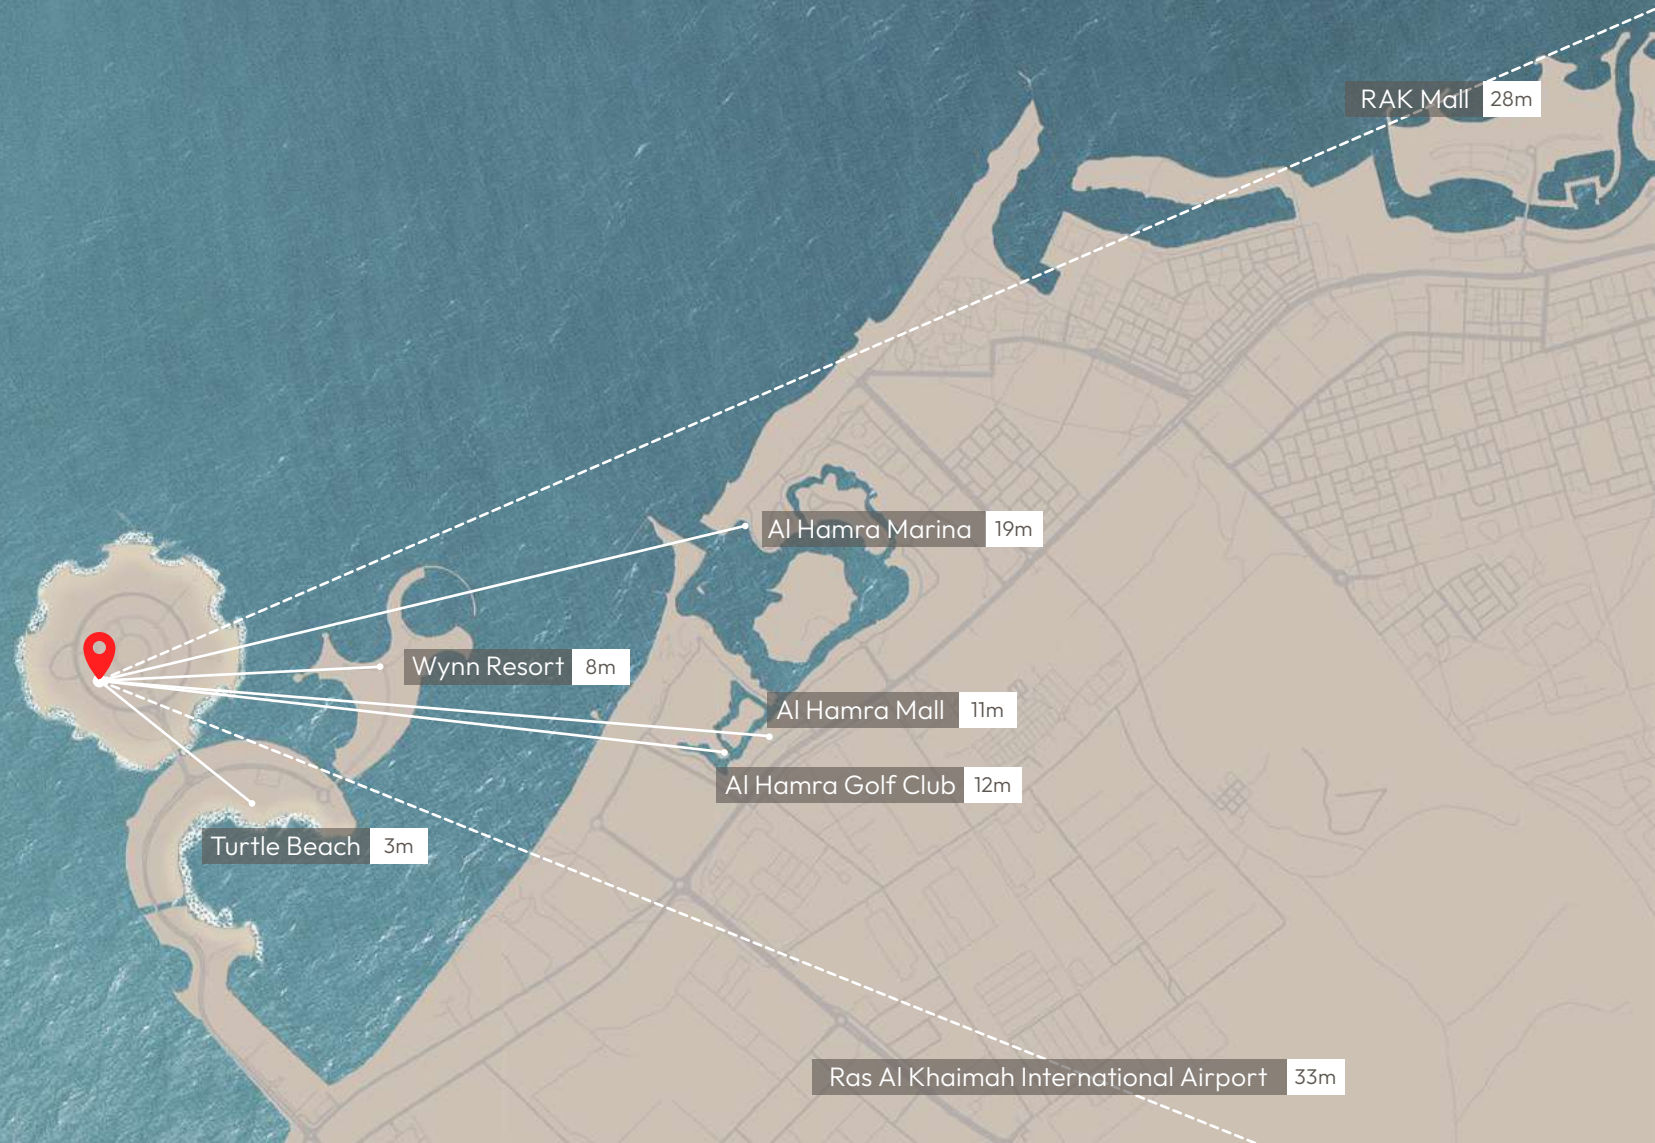 RAK Mall 28m
Al Hamra Marina 19m
Wynn Resort 8m
Al Hamra Mall 11m
Al Hamra Golf Club 12m
Turtle Beach 3m
Ras Al Khaimah International Airport 33m